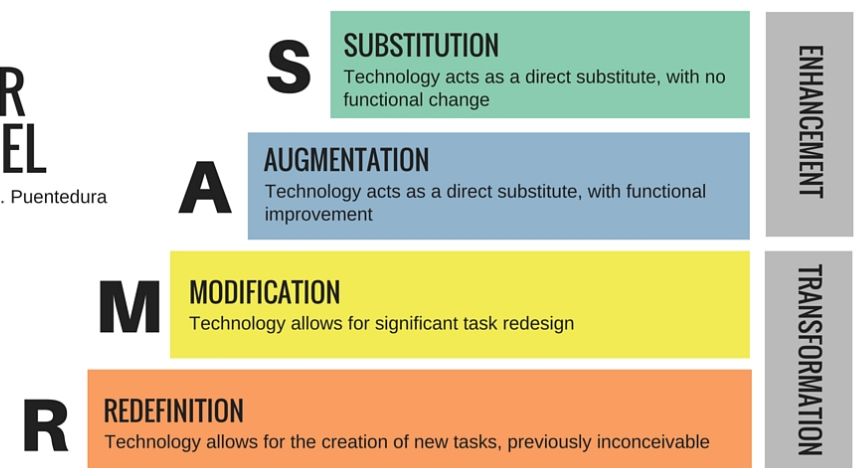 R
EL
. Puentedura
S
SUBSTITUTION
Technology acts as a direct substitute, with no
functional change
A
AUGMENTATION
Technology acts as a direct substitute, with functional
improvement
M
MODIFICATION
Technology allows for significant task redesign
R
REDEFINITION
Technology allows for the creation of new tasks, previously inconceivable
ENHANCEMENT
TRANSFORMATION